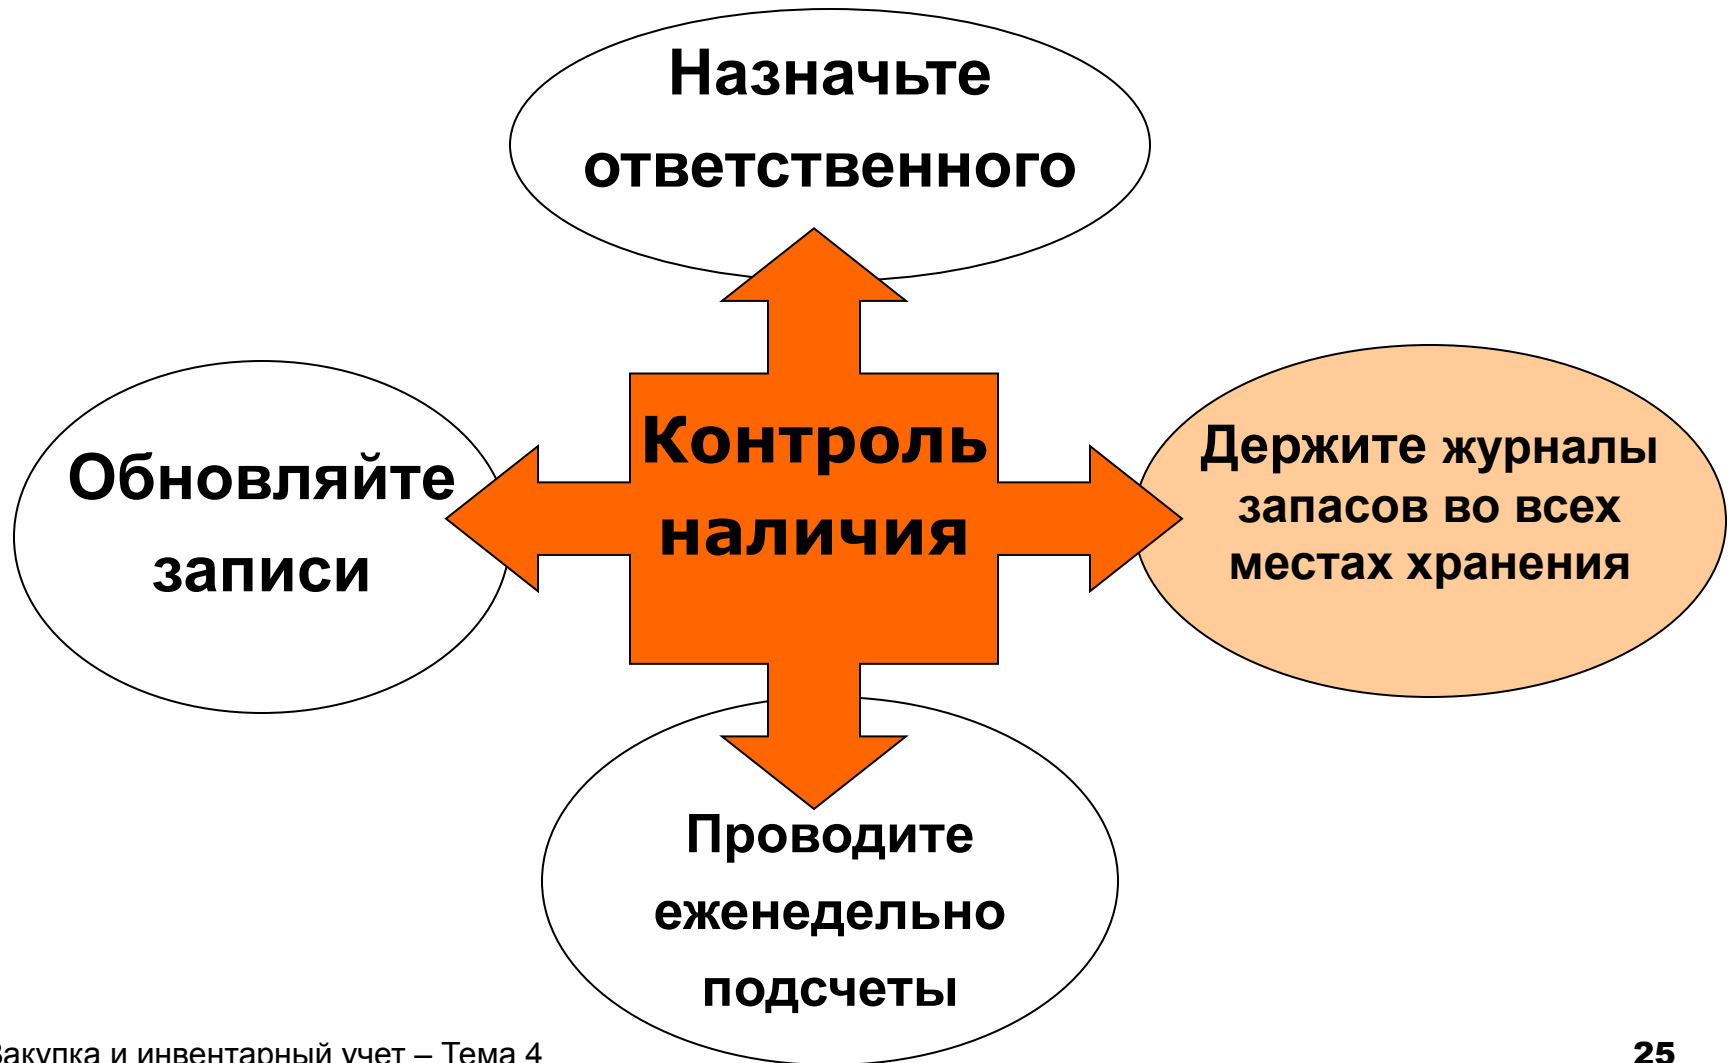 Назначьте
ответственного
Контроль
наличия
Обновляйте
записи
Держите журналы
запасов во всех
местах хранения
Проводите
еженедельно
подсчеты
Закупка и инвентарный учет – Тема 4
25